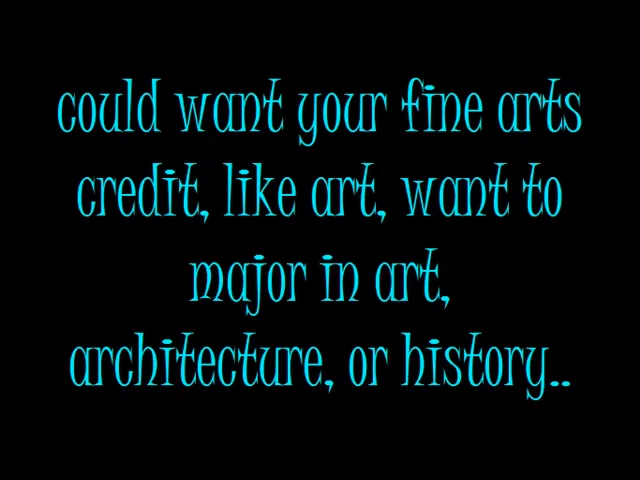 could want your fine arts
credit, like art, want to
major in art,
architecture, or history..